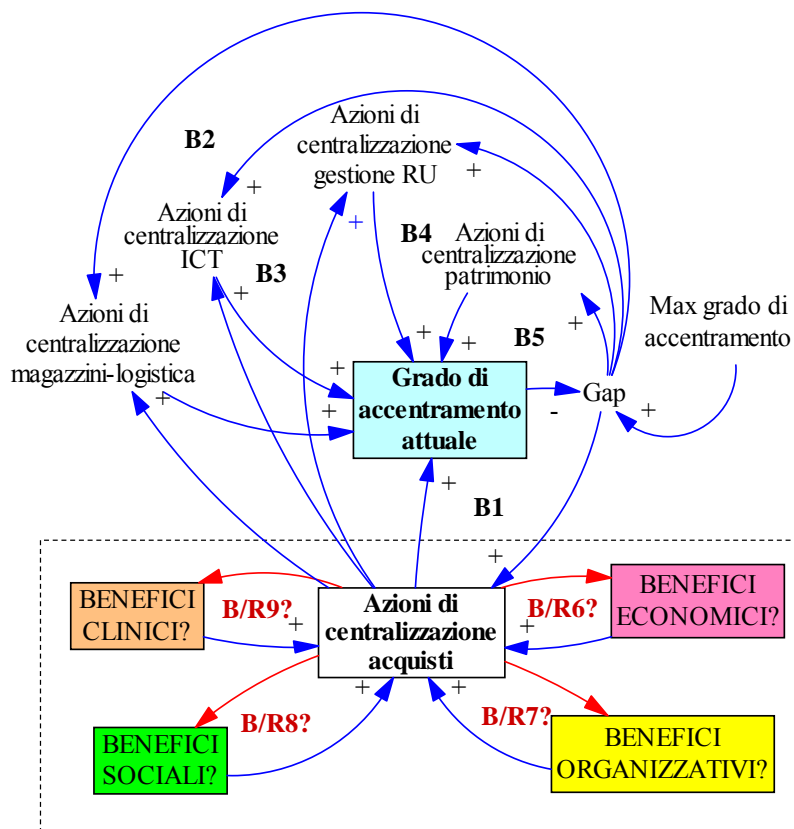 B2
Azioni di
centralizzazione
gestione RU
+
+
+
Azioni di
centralizzazione
ICT
+
B4
Azioni di
centralizzazione
patrimonio
B3
+
+
Azioni di
centralizzazione
magazzini-logistica
+
Max grado di
accentramento
+
+
+
B5
+
+
Grado di
accentramento
attuale
-
Gap
+
+
B1
+
BENEFICI
CLINICI?
B/R9?
+
Azioni di
centralizzazione
acquisti
B/R6?
+
BENEFICI
ECONOMICI?
+
+
B/R8?
B/R7?
BENEFICI
SOCIALI?
BENEFICI
ORGANIZZATIVI?